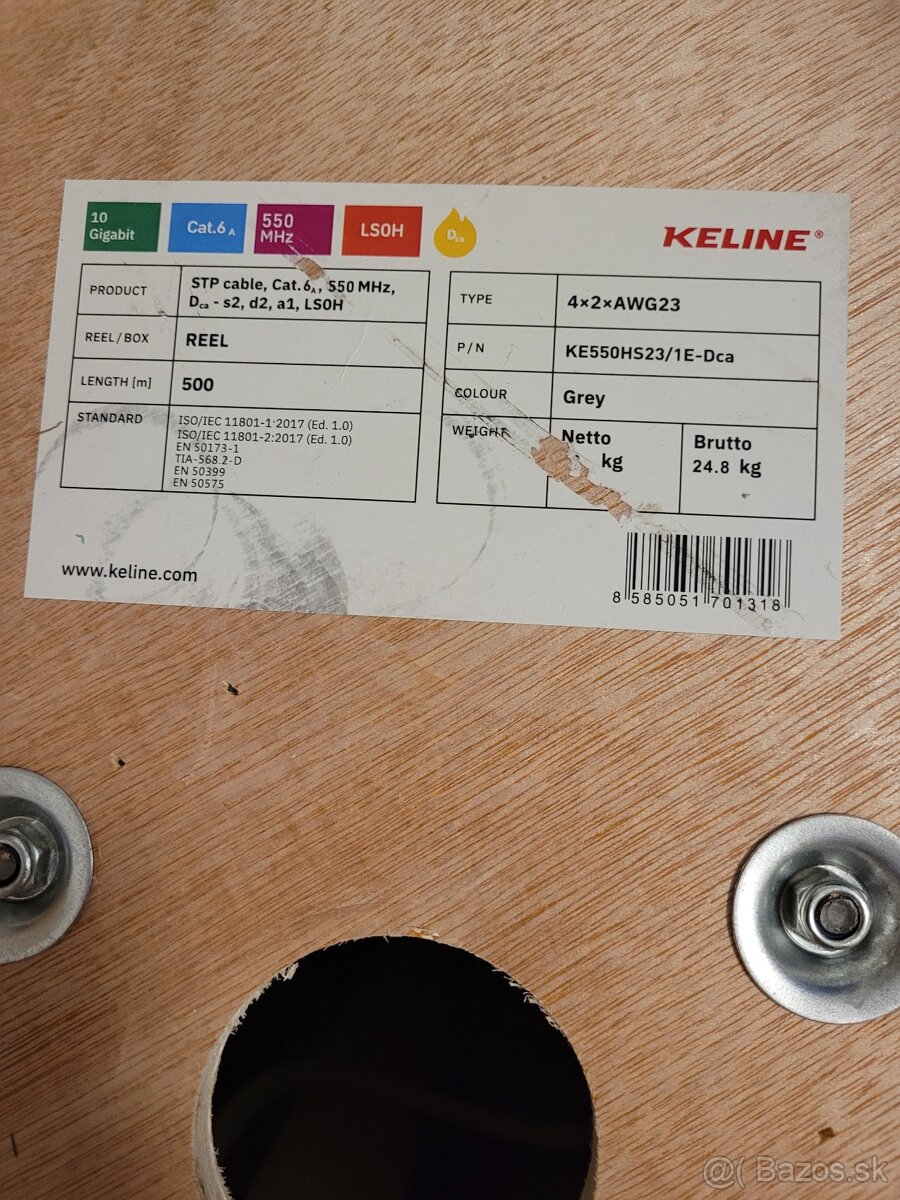 10
Gigabit
Cat.6A
550
MHz
LS0H
Dca
KELINE®
PRODUCT
STP cable, Cat.6A, 550 MHz,
Dca - s2, d2, a1, LS0H
REEL/BOX
REEL
LENGTH [m]
500
STANDARD
ISO/IEC 11801-1:2017 (Ed. 1.0)
ISO/IEC 11801-2:2017 (Ed. 1.0)
EN 50173-1
TIA-568.2-D
EN 50399
EN 50575
TYPE
4×2×AWG23
P/N
KE550HS23/1E-Dca
COLOUR
Grey
WEIGHT
Netto
kg
Brutto
24.8 kg
www.keline.com
8 585051 701318
@( Bazos.sk